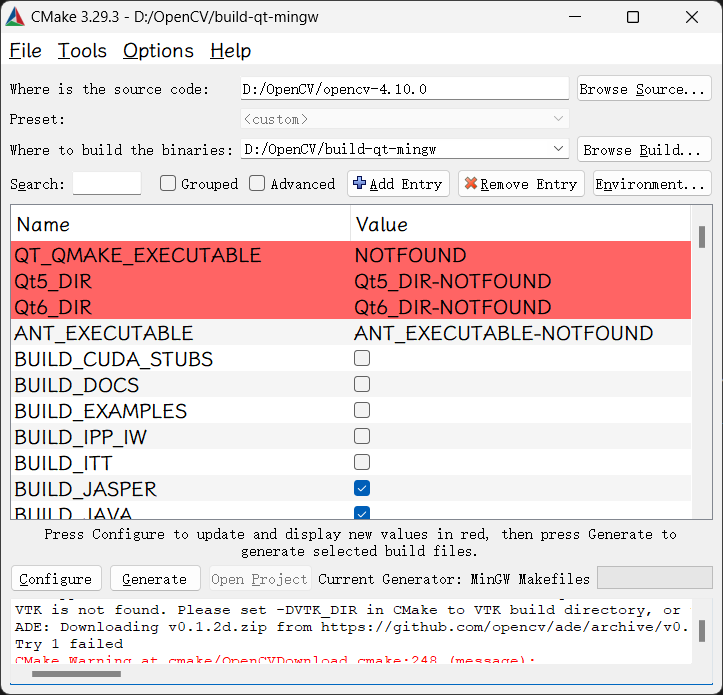 CMake 3.29.3 - D:/OpenCV/build-qt-mingw
File Tools Options Help
Where is the source code: D:/OpenCV/opencv-4.10.0 Browse Source...
Preset: <custom>
Where to build the binaries: D:/OpenCV/build-qt-mingw Browse Build...
Search: Grouped Advanced Add Entry Remove Entry Environment...
Name Value
QT_QMAKE_EXECUTABLE NOTFOUND
Qt5_DIR Qt5_DIR-NOTFOUND
Qt6_DIR Qt6_DIR-NOTFOUND
ANT_EXECUTABLE ANT_EXECUTABLE-NOTFOUND
BUILD_CUDA_STUBS
BUILD_DOCS
BUILD_EXAMPLES
BUILD_IPP_IW
BUILD_ITT
BUILD_JASPER
BUILD_JAVA
Press Configure to update and display new values in red, then press Generate to
generate selected build files.
Configure Generate Open Project Current Generator: MinGW Makefiles
VTK is not found. Please set -DVTK_DIR in CMake to VTK build directory, or
ADE: Downloading v0.1.2d.zip from https://github.com/opencv/ade/archive/v0.
Try 1 failed
CMake Warning at cmake/OpenCVDownload.cmake:248 (message):